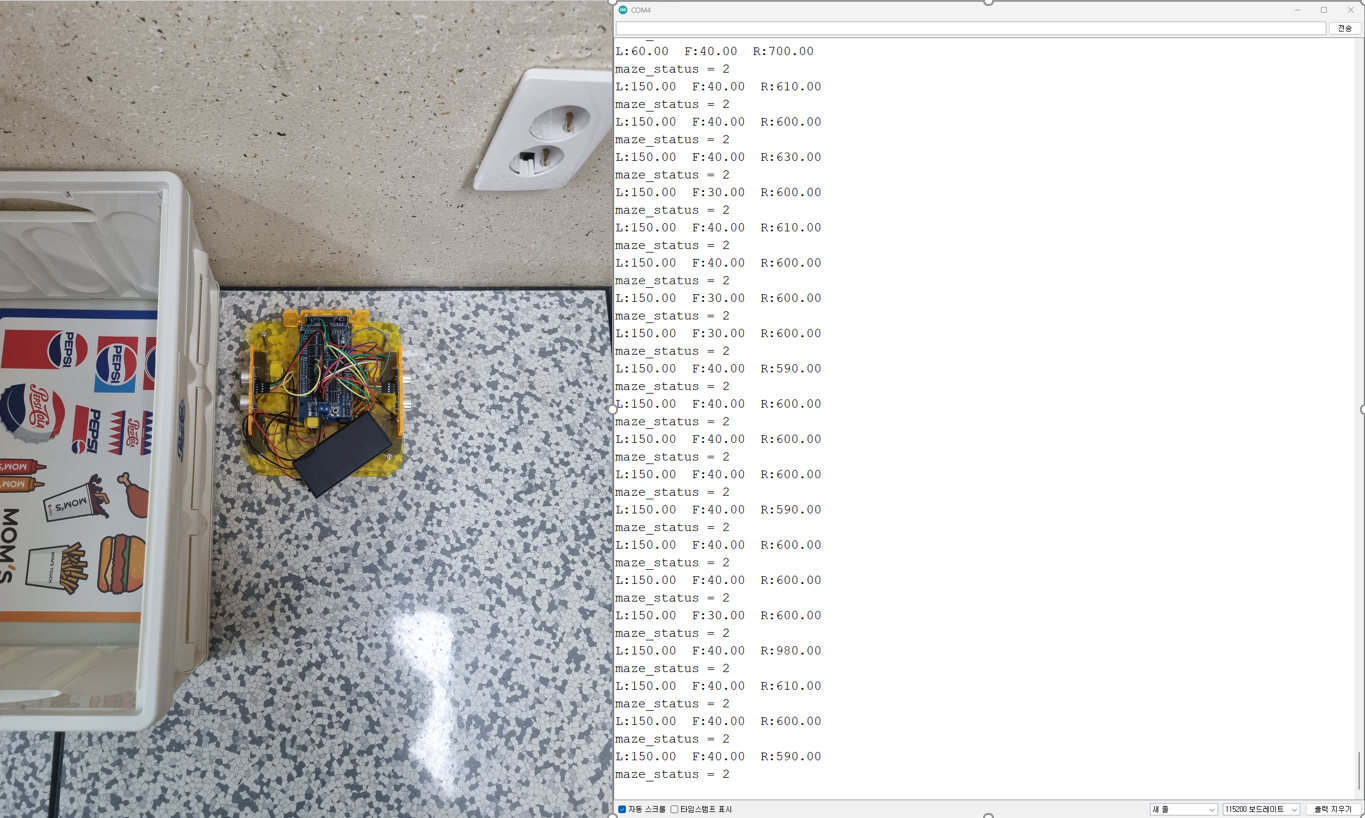 PEPSI
PEPSI
Pepsi-Cola
PEPSI
MOM'S
MOM'S
MOM'S
MOM'S
COM4
전송
L:60.00  F:40.00  R:700.00
maze_status = 2
L:150.00  F:40.00  R:610.00
maze_status = 2
L:150.00  F:40.00  R:600.00
maze_status = 2
L:150.00  F:40.00  R:630.00
maze_status = 2
L:150.00  F:30.00  R:600.00
maze_status = 2
L:150.00  F:40.00  R:610.00
maze_status = 2
L:150.00  F:40.00  R:600.00
maze_status = 2
L:150.00  F:30.00  R:600.00
maze_status = 2
L:150.00  F:30.00  R:600.00
maze_status = 2
L:150.00  F:40.00  R:590.00
maze_status = 2
L:150.00  F:40.00  R:600.00
maze_status = 2
L:150.00  F:40.00  R:600.00
maze_status = 2
L:150.00  F:40.00  R:600.00
maze_status = 2
L:150.00  F:40.00  R:590.00
maze_status = 2
L:150.00  F:40.00  R:600.00
maze_status = 2
L:150.00  F:40.00  R:600.00
maze_status = 2
L:150.00  F:30.00  R:600.00
maze_status = 2
L:150.00  F:40.00  R:980.00
maze_status = 2
L:150.00  F:40.00  R:610.00
maze_status = 2
L:150.00  F:40.00  R:600.00
maze_status = 2
L:150.00  F:40.00  R:590.00
maze_status = 2
자동 스크롤 타임스탬프 표시 새 줄 115200 보드레이트 출력 지우기